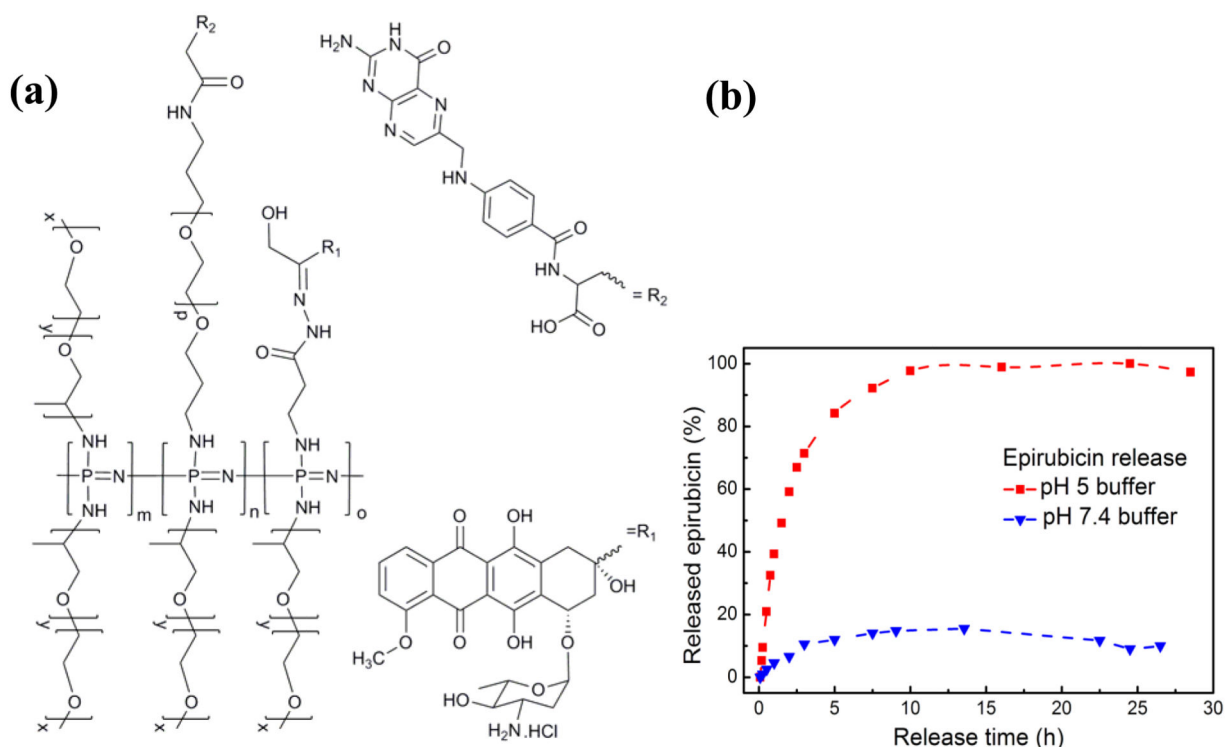 (a)
R2
O
HN
H2N
NH
O
N
N
N
N
HN
O
HN
HO
O
= R2
x
O
y
O
O
p
O
OH
R1
N
NH
O
NH
NH
NH
P=N
P=N
P=N
NH
NH
NH
m
n
o
O
O
O
y
y
y
O
O
O
x
x
x
O
OH
=R1
OH
O
O
OH
H3C
O
O
HO
H2N.HCl
(b)
Released epirubicin (%)
100
80
60
40
20
0
Epirubicin release
pH 5 buffer
pH 7.4 buffer
0
5
10
15
20
25
30
Release time (h)